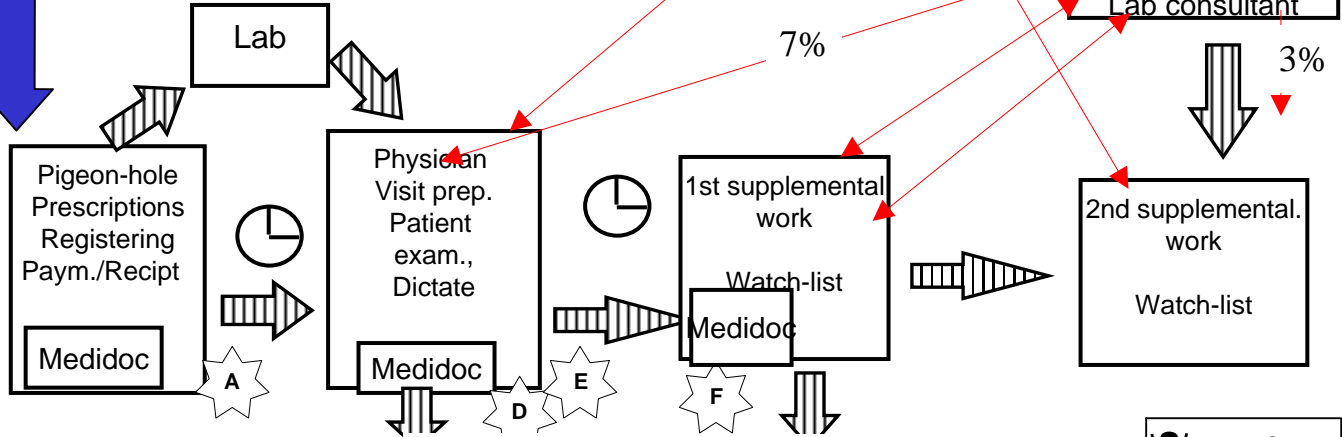 Lab consultant
Lab
7%
3%
Pigeon-hole
Prescriptions
Registering
Paym./Recipt
Medidoc
A
Physician
Visit prep.
Patient
exam.,
Dictate
Medidoc
D
E
1st supplemental
work
Watch-list
Medidoc
F
2nd supplemental.
work
Watch-list